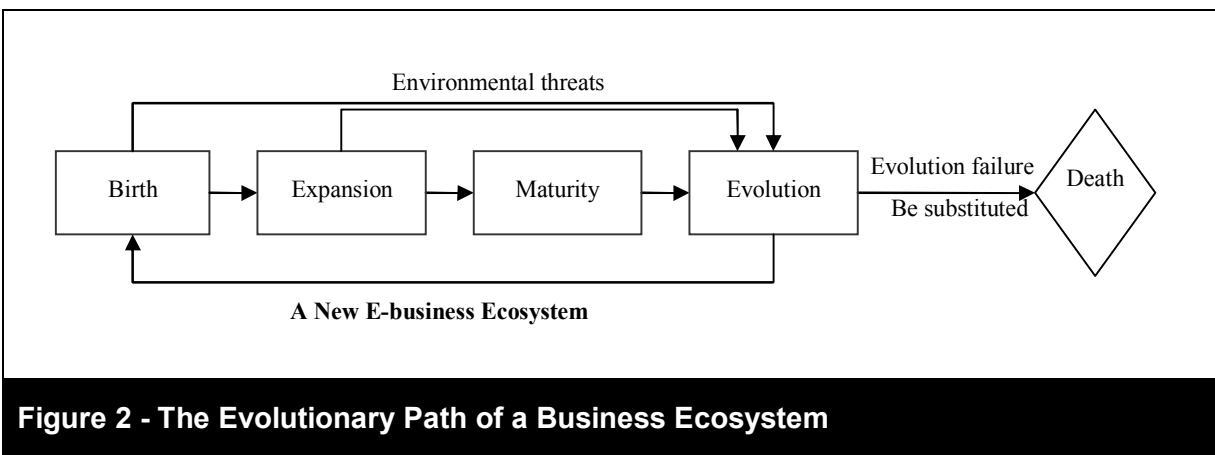 Environmental threats
Birth
Expansion
Maturity
Evolution
Evolution failure
Be substituted
Death
A New E-business Ecosystem
Figure 2 - The Evolutionary Path of a Business Ecosystem